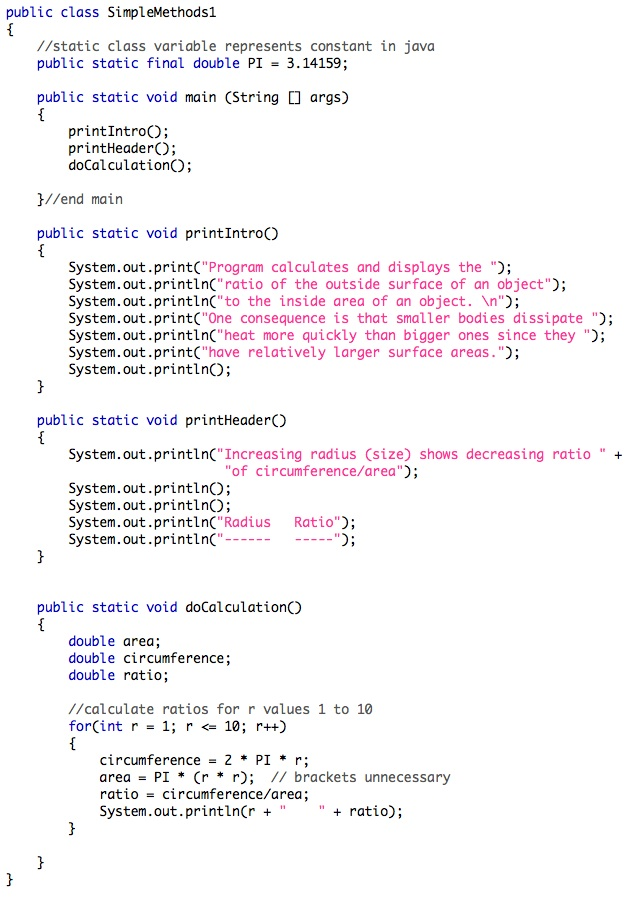 public class SimpleMethods1
{
    //static class variable represents constant in java
    public static final double PI = 3.14159;

    public static void main (String [] args)
    {
        printIntro();
        printHeader();
        doCalculation();

    }//end main

    public static void printIntro()
    {
        System.out.print("Program calculates and displays the ");
        System.out.println("ratio of the outside surface of an object");
        System.out.println("to the inside area of an object. \n");
        System.out.print("One consequence is that smaller bodies dissipate ");
        System.out.println("heat more quickly than bigger ones since they ");
        System.out.print("have relatively larger surface areas.");
        System.out.println();
    }

    public static void printHeader()
    {
        System.out.println("Increasing radius (size) shows decreasing ratio " +
                            "of circumference/area");
        System.out.println();
        System.out.println();
        System.out.println("Radius   Ratio");
        System.out.println("------   -----");
    }


    public static void doCalculation()
    {
        double area;
        double circumference;
        double ratio;

        //calculate ratios for r values 1 to 10
        for(int r = 1; r <= 10; r++)
        {
            circumference = 2 * PI * r;
            area = PI * (r * r);  // brackets unnecessary
            ratio = circumference/area;
            System.out.println(r + "    " + ratio);
        }

    }
}